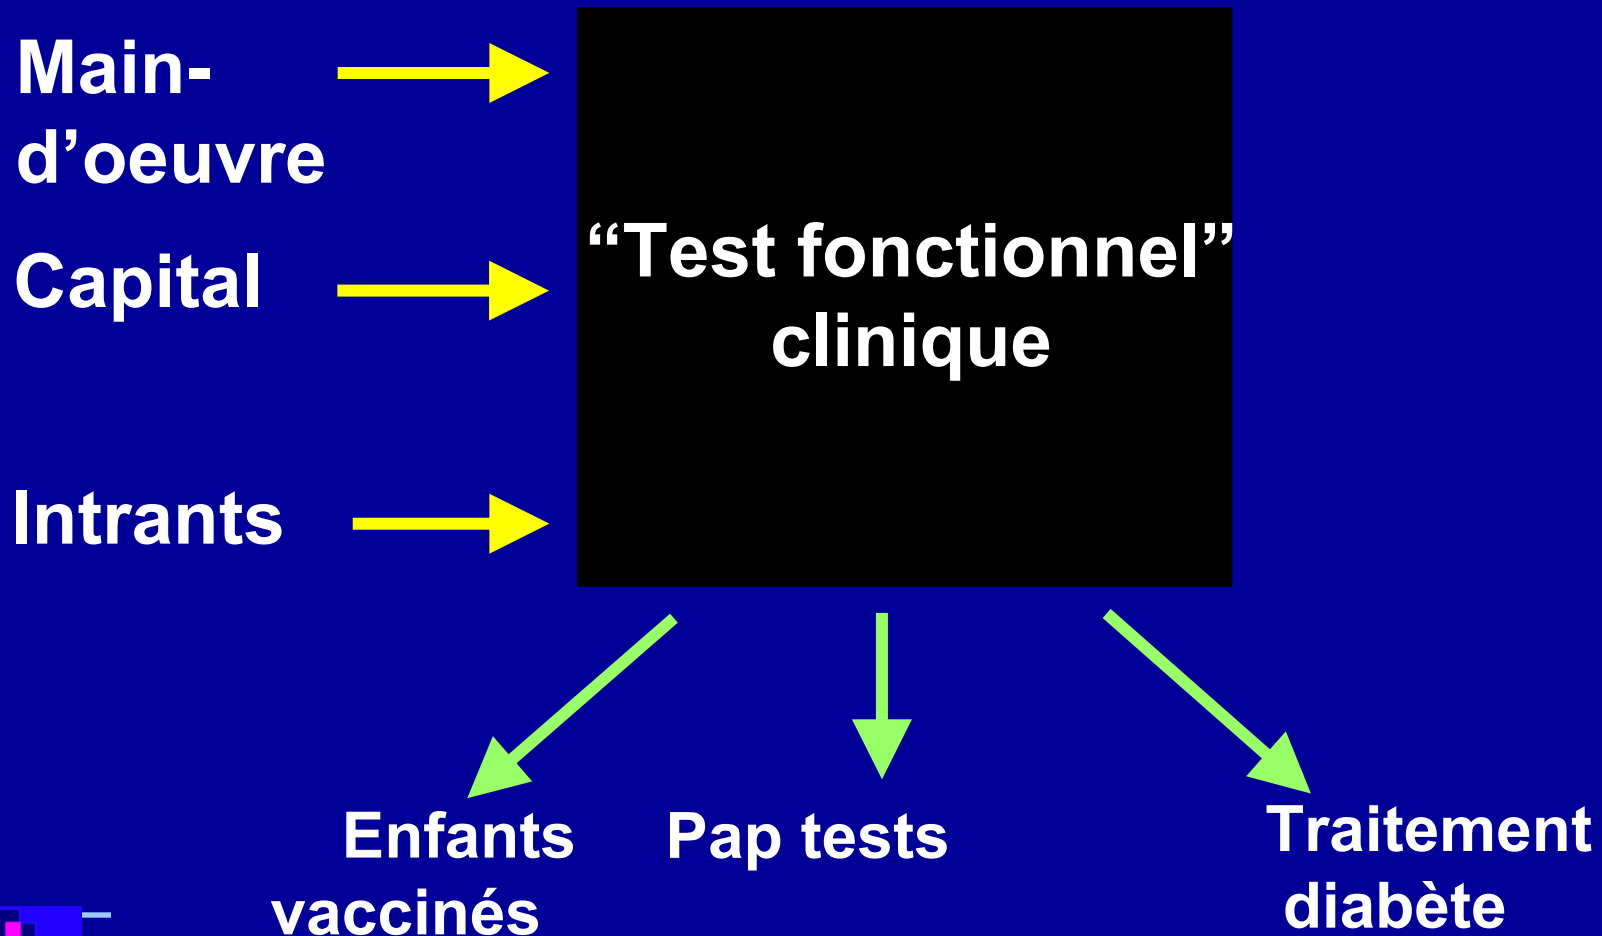 Main-
d’oeuvre
Capital
Intrants
“Test fonctionnel”
clinique
Enfants
vaccinés
Pap tests
Traitement
diabète